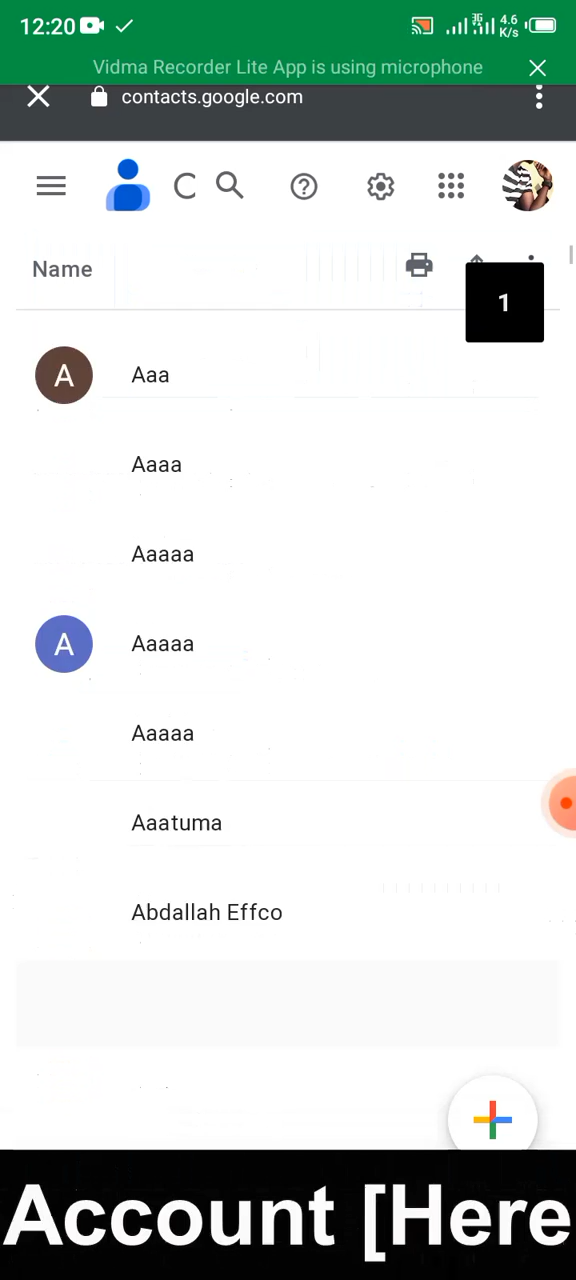 12:20 3G 4.6 K/s
Vidma Recorder Lite App is using microphone
contacts.google.com
C
Name
1
A Aaa
Aaaa
Aaaaa
A Aaaaa
Aaaaa
Aaatuma
Abdallah Effco
Account [Here